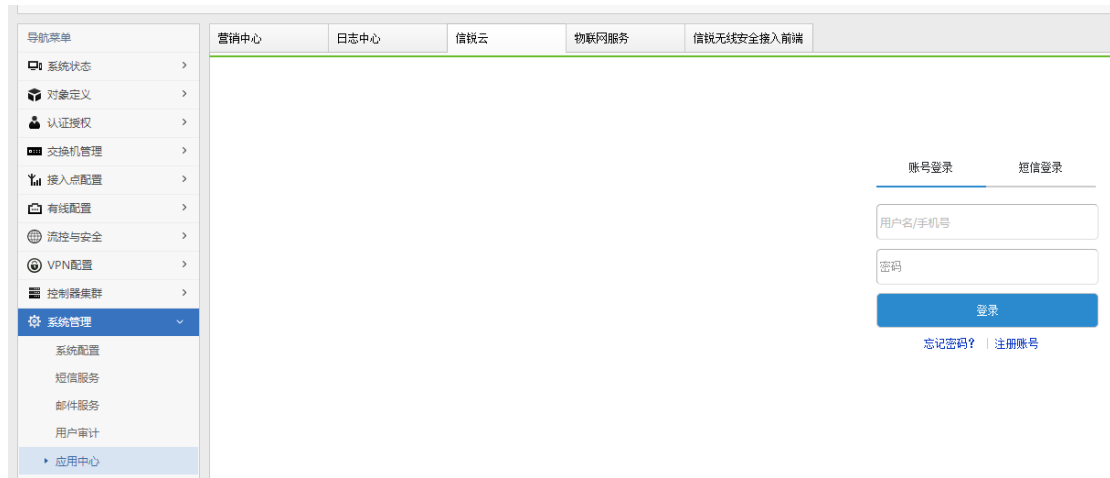 导航菜单
系统状态
对象定义
认证授权
交换机管理
接入点配置
有线配置
流控与安全
VPN配置
控制器集群
系统管理
系统配置
短信服务
邮件服务
用户审计
应用中心
营销中心 日志中心 信锐云 物联网服务 信锐无线安全接入前端
账号登录 短信登录
用户名/手机号
密码
登录
忘记密码? 注册账号